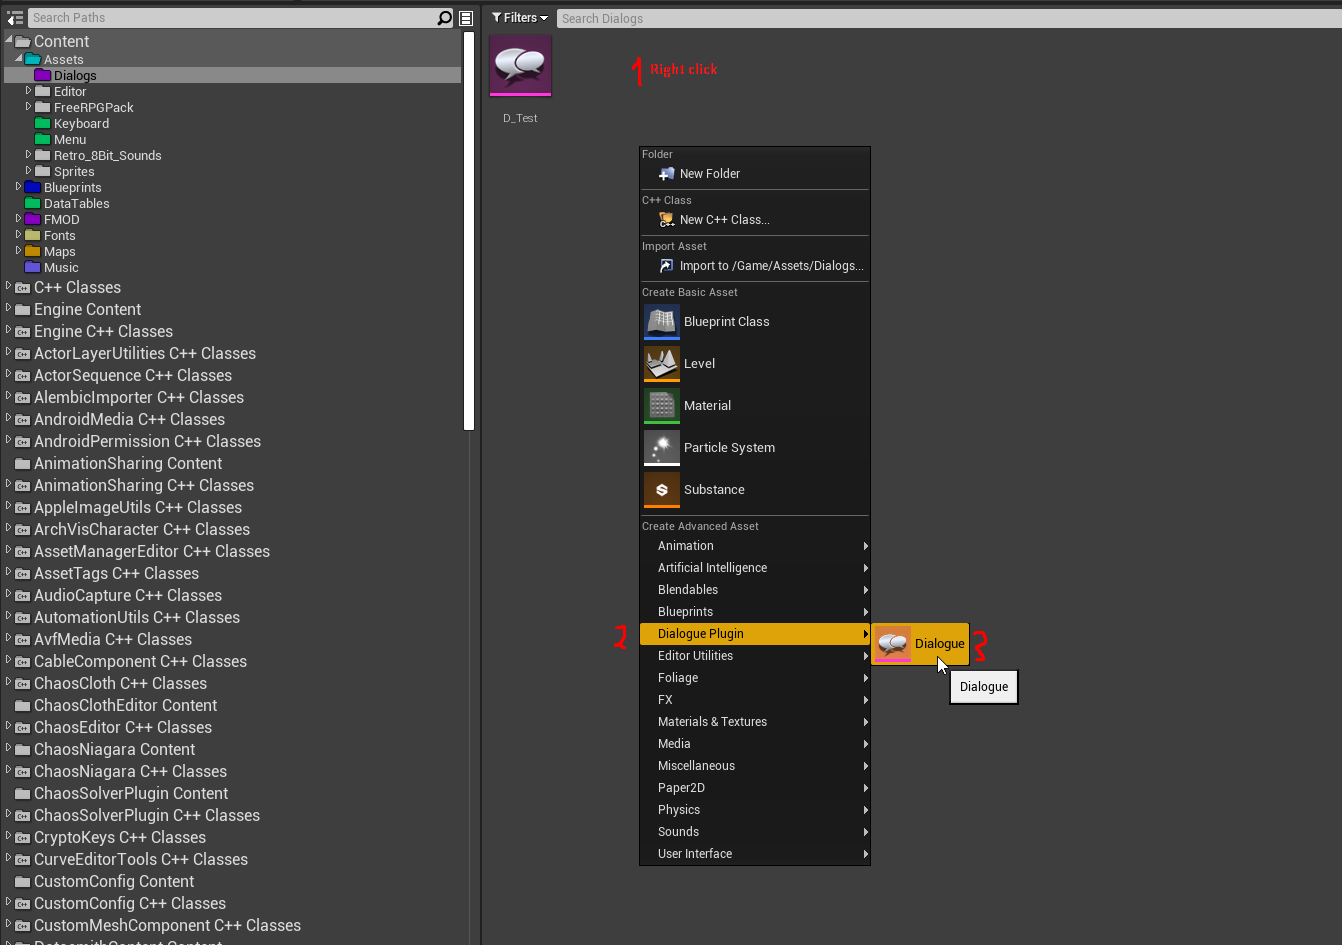 Search Paths
Content
Assets
Dialogs
Editor
FreeRPGPack
Keyboard
Menu
Retro_8Bit_Sounds
Sprites
Blueprints
DataTables
FMOD
Fonts
Maps
Music
C++ Classes
Engine Content
Engine C++ Classes
ActorLayerUtilities C++ Classes
ActorSequence C++ Classes
AlembicImporter C++ Classes
AndroidMedia C++ Classes
AndroidPermission C++ Classes
AnimationSharing Content
AnimationSharing C++ Classes
AppleImageUtils C++ Classes
ArchVisCharacter C++ Classes
AssetManagerEditor C++ Classes
AssetTags C++ Classes
AudioCapture C++ Classes
AutomationUtils C++ Classes
AvfMedia C++ Classes
CableComponent C++ Classes
ChaosCloth C++ Classes
ChaosClothEditor Content
ChaosEditor C++ Classes
ChaosNiagara Content
ChaosNiagara C++ Classes
ChaosSolverPlugin Content
ChaosSolverPlugin C++ Classes
CryptoKeys C++ Classes
CurveEditorTools C++ Classes
CustomConfig Content
CustomConfig C++ Classes
CustomMeshComponent C++ Classes
DatasmithContent Content
Filters
Search Dialogs
D_Test
1 Right click
Folder
New Folder
C++ Class
New C++ Class...
Import Asset
Import to /Game/Assets/Dialogs...
Create Basic Asset
Blueprint Class
Level
Material
Particle System
Substance
Create Advanced Asset
Animation
Artificial Intelligence
Blendables
Blueprints
2 Dialogue Plugin
Dialogue 3
Dialogue
Editor Utilities
Foliage
FX
Materials & Textures
Media
Miscellaneous
Paper2D
Physics
Sounds
User Interface